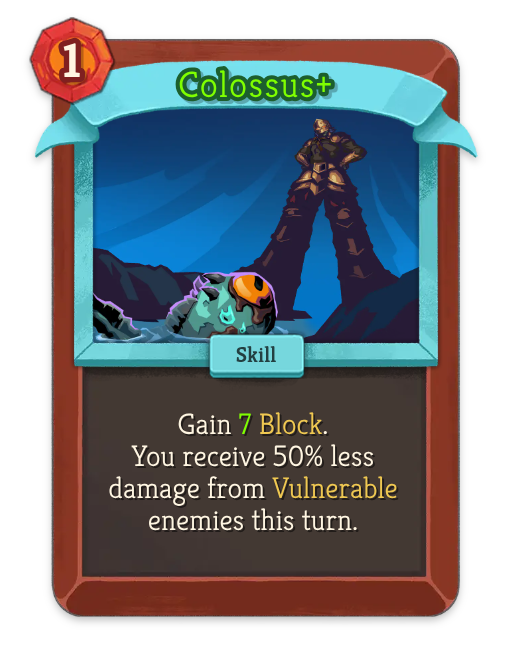 1
Colossus+
Skill
Gain 7 Block.
You receive 50% less
damage from Vulnerable
enemies this turn.